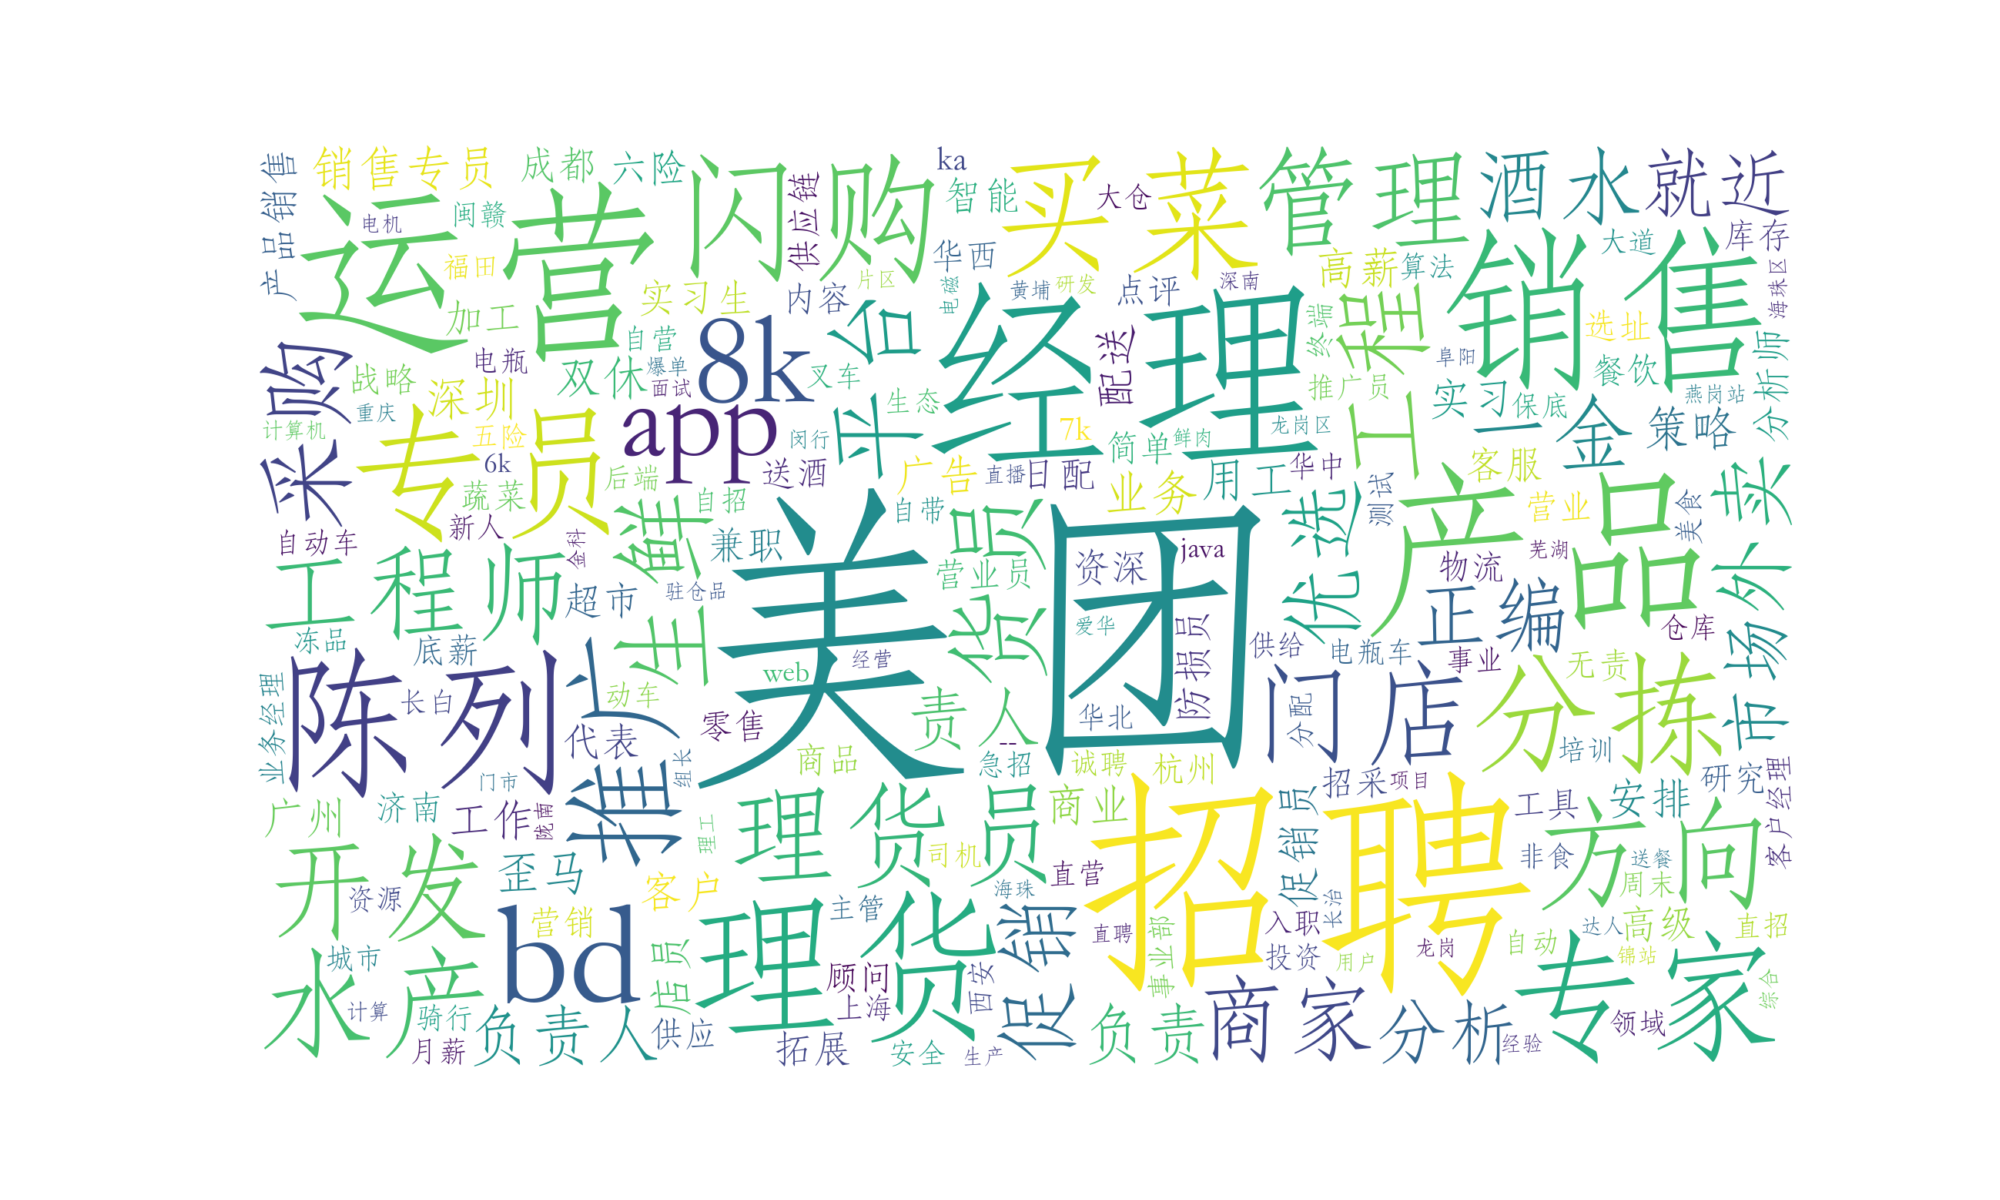 美团
招聘
经理
运营
销售
产品
闪购
买菜
管理
酒水
就近
销售专员
成都
六险
ka
智能
大仓
产品销售
电机
闽赣
供应链
华西
库存
大道
福田
实习生
内容
片区
电磁
黄埔
研发
点评
深南
高薪
算法
海珠区
加工
自营
8k
平台
终端
工程
选址
阜阳
餐饮
分析师
采购
战略
电瓶
双休
爆单
面试
叉车
配送
推广员
实习
保底
燕岗站
重庆
深圳
app
生态
计算机
专员
五险
闵行
7k
简单
鲜肉
龙岗区
一金
策略
6k
送酒
广告
直播
日配
业务
用工
华中
客服
外卖
蔬菜
后端
自招
自带
优选
测试
营业
美食
自动车
新人
金科
生鲜
兼职
营业员
货员
资深
java
物流
芜湖
工程师
超市
驻仓品
冻品
底薪
web
经营
爱华
防损员
供给
电瓶车
正编
仓库
事业
无责
市场
陈列
长白
动车
推广
责人
华北
分配
门店
分拣
业务经理
代表
零售
--
门市
组长
商品
急招
诚聘
杭州
招采
项目
培训
研究
广州
济南
工作
陇南
理货员
商业
促销员
工具
安排
客户经理
开发
歪马
理工
司机
直营
非食
送餐
方向
资源
客户
主管
海珠
长治
周末
bd
营销
理货
促销
直聘
事业部
入职
龙岗
自动
达人
高级
直招
城市
店员
顾问
西安
投资
用户
锦站
水产
计算
骑行
负责人
供应
上海
负责
商家
分析
专家
领域
综合
月薪
拓展
安全
生产
经验